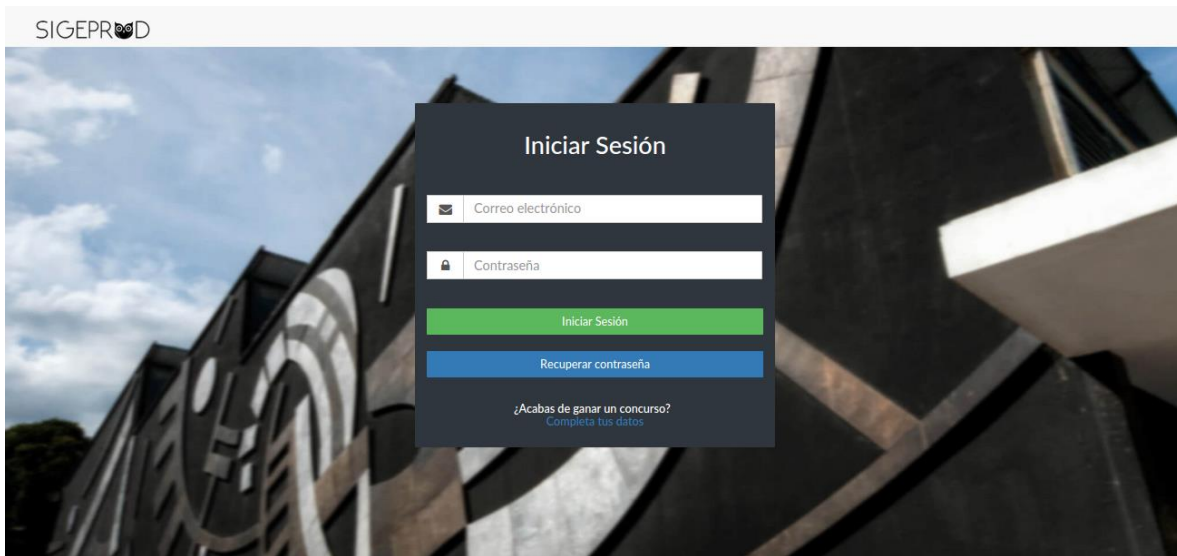 SIGEPROD
Iniciar Sesión
Correo electrónico
Contraseña
Iniciar Sesión
Recuperar contraseña
¿Acabas de ganar un concurso?
Completa tus datos